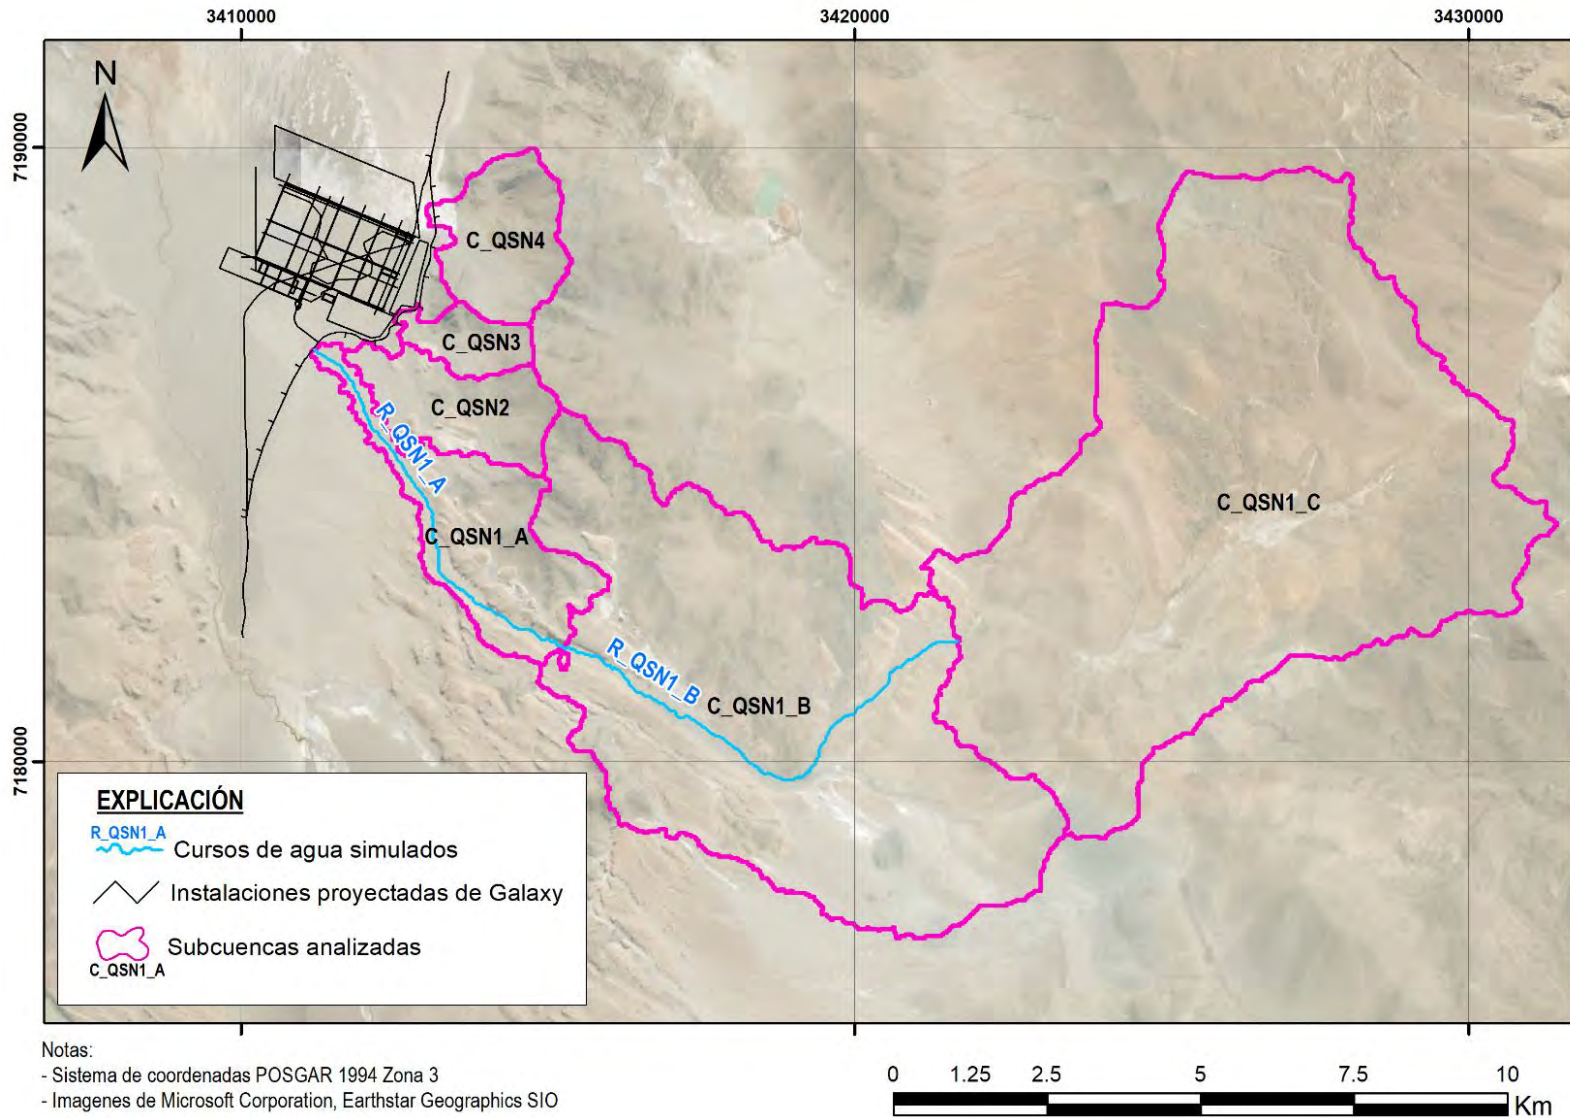 3410000
3420000
3430000
N
7190000
C_QSN4
C_QSN3
C_QSN2
R_QSN1_A
C_QSN1_C
C_QSN1_A
R_QSN1_B
C_QSN1_B
7180000
EXPLICACIÓN
R_QSN1_A
Cursos de agua simulados
Instalaciones proyectadas de Galaxy
Subcuencas analizadas
C_QSN1_A
Notas:
- Sistema de coordenadas POSGAR 1994 Zona 3
- Imagenes de Microsoft Corporation, Earthstar Geographics SIO
0 1.25 2.5 5 7.5 10
Km